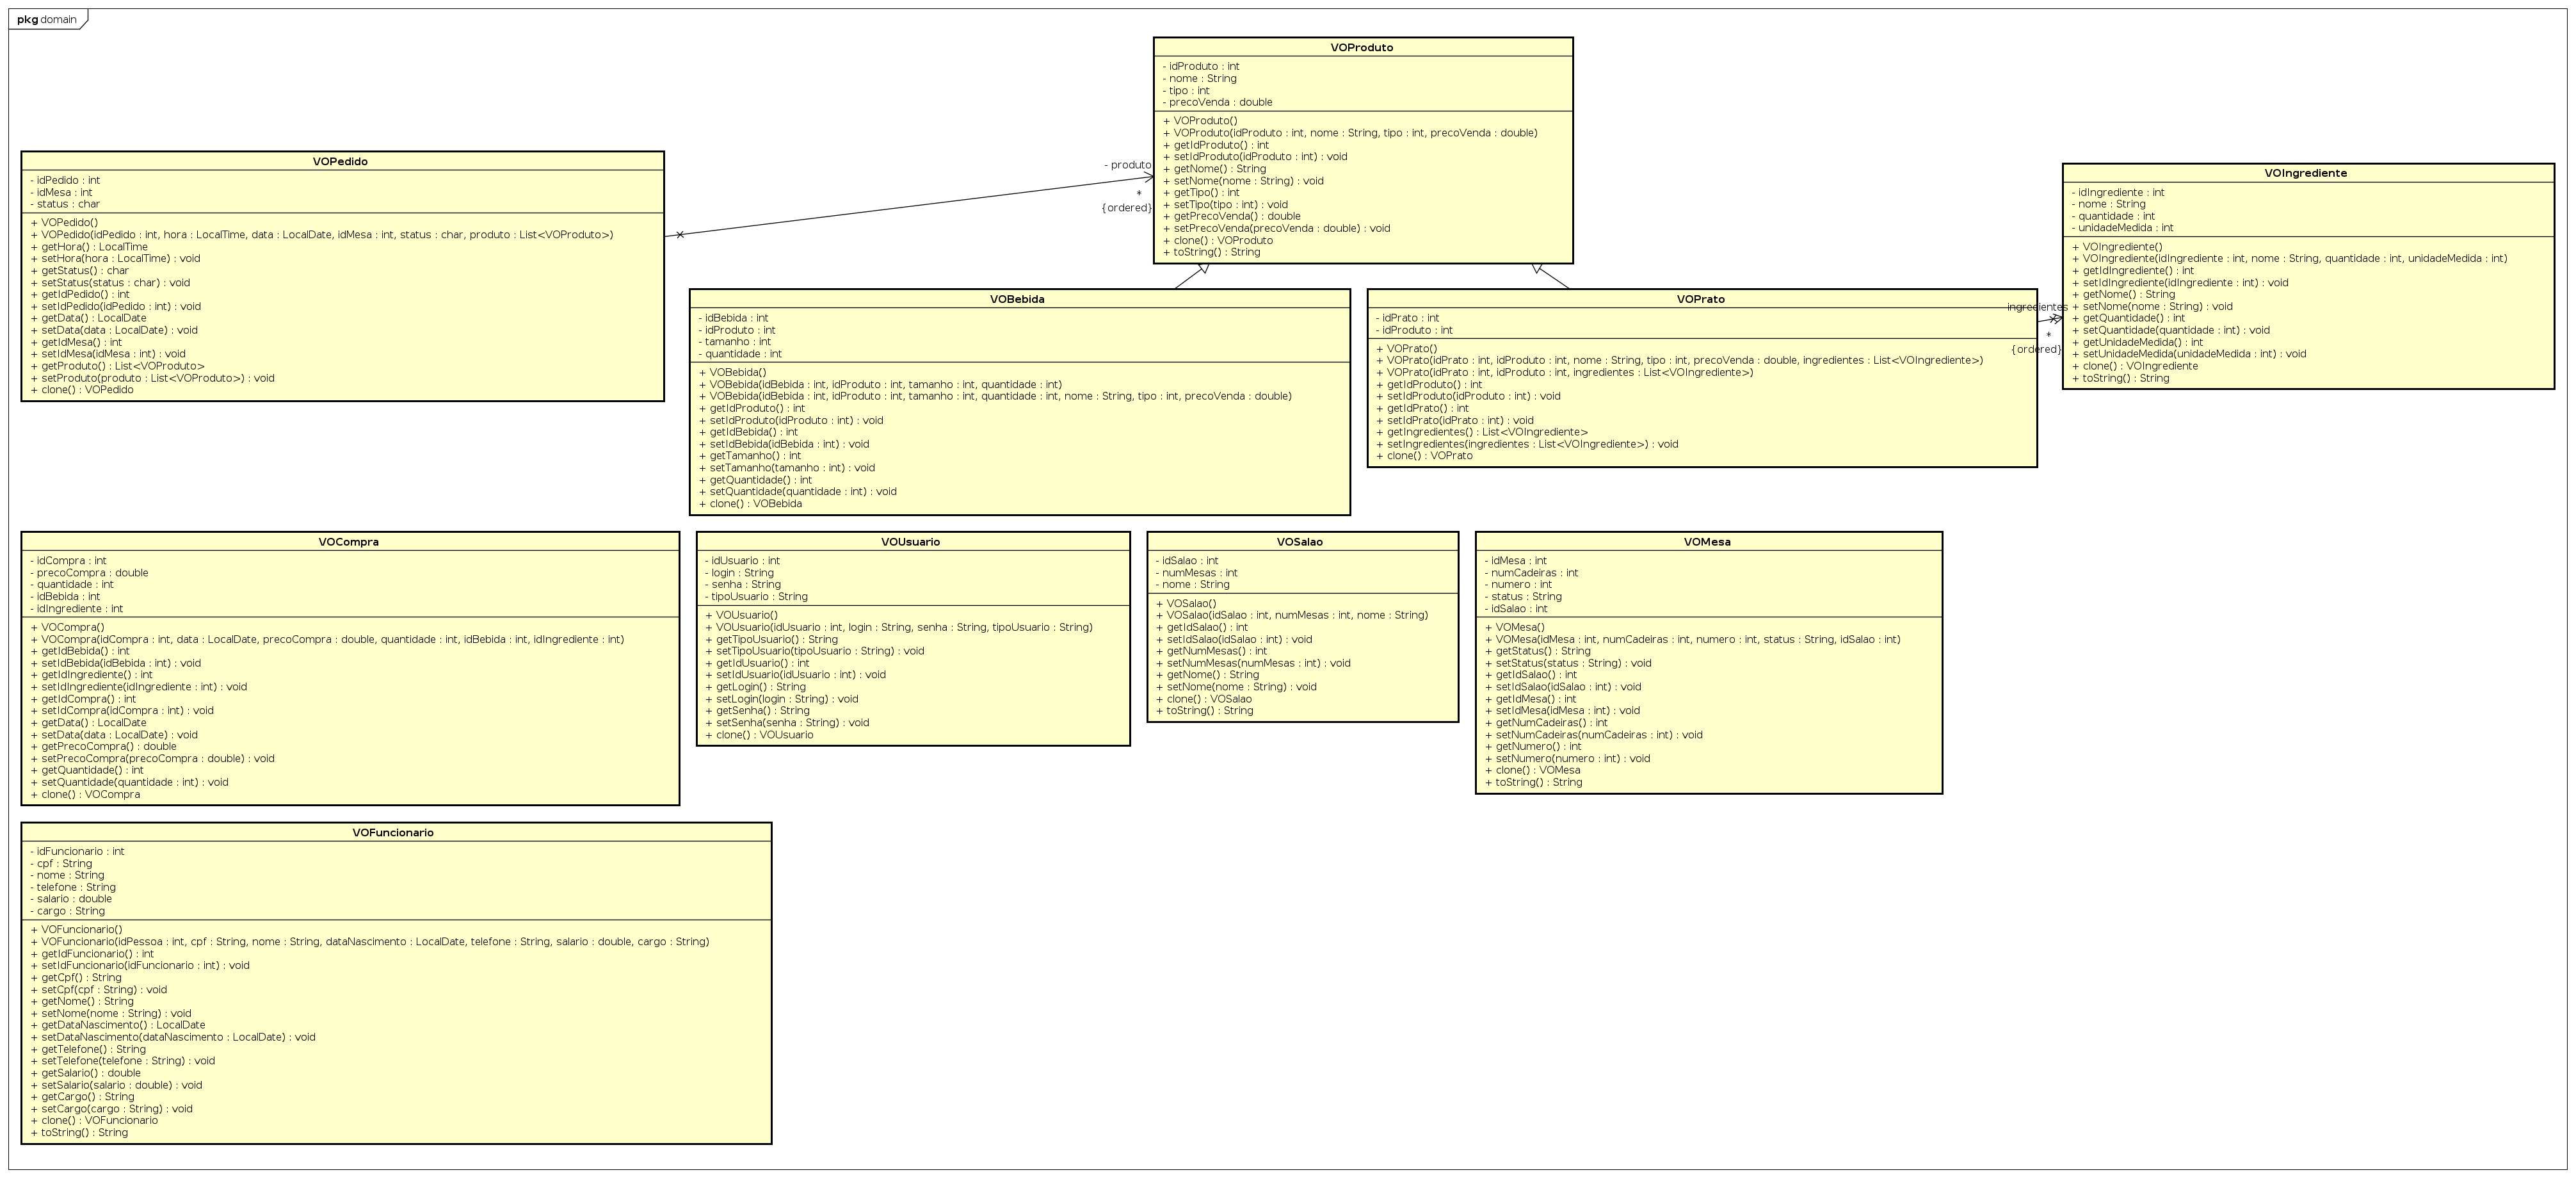 pkg domain
VOProduto
- idProduto : int
- nome : String
- tipo : int
- precoVenda : double
+ VOProduto()
+ VOProduto(idProduto : int, nome : String, tipo : int, precoVenda : double)
+ getIdProduto() : int
+ setIdProduto(idProduto : int) : void
+ getNome() : String
+ setNome(nome : String) : void
+ getTipo() : int
+ setTipo(tipo : int) : void
+ getPrecoVenda() : double
+ setPrecoVenda(precoVenda : double) : void
+ clone() : VOProduto
+ toString() : String
VOPedido
- idPedido : int
- idMesa : int
- status : char
+ VOPedido()
+ VOPedido(idPedido : int, hora : LocalTime, data : LocalDate, idMesa : int, status : char, produto : List<VOProduto>)
+ getHora() : LocalTime
+ setHora(hora : LocalTime) : void
+ getStatus() : char
+ setStatus(status : char) : void
+ getIdPedido() : int
+ setIdPedido(idPedido : int) : void
+ getData() : LocalDate
+ setData(data : LocalDate) : void
+ getIdMesa() : int
+ setIdMesa(idMesa : int) : void
+ getProduto() : List<VOProduto>
+ setProduto(produto : List<VOProduto>) : void
+ clone() : VOPedido
- produto
*
{ordered}
VOIngrediente
- idIngrediente : int
- nome : String
- quantidade : int
- unidadeMedida : int
+ VOIngrediente()
+ VOIngrediente(idIngrediente : int, nome : String, quantidade : int, unidadeMedida : int)
+ getIdIngrediente() : int
+ setIdIngrediente(idIngrediente : int) : void
+ getNome() : String
+ setNome(nome : String) : void
+ getQuantidade() : int
+ setQuantidade(quantidade : int) : void
+ getUnidadeMedida() : int
+ setUnidadeMedida(unidadeMedida : int) : void
+ clone() : VOIngrediente
+ toString() : String
VOBebida
- idBebida : int
- idProduto : int
- tamanho : int
- quantidade : int
+ VOBebida()
+ VOBebida(idBebida : int, idProduto : int, tamanho : int, quantidade : int)
+ VOBebida(idBebida : int, idProduto : int, tamanho : int, quantidade : int, nome : String, tipo : int, precoVenda : double)
+ getIdProduto() : int
+ setIdProduto(idProduto : int) : void
+ getIdBebida() : int
+ setIdBebida(idBebida : int) : void
+ getTamanho() : int
+ setTamanho(tamanho : int) : void
+ getQuantidade() : int
+ setQuantidade(quantidade : int) : void
+ clone() : VOBebida
VOPrato
- idPrato : int
- idProduto : int
+ VOPrato()
+ VOPrato(idPrato : int, idProduto : int, nome : String, tipo : int, precoVenda : double, ingredientes : List<VOIngrediente>)
+ VOPrato(idPrato : int, idProduto : int, ingredientes : List<VOIngrediente>)
+ getIdProduto() : int
+ setIdProduto(idProduto : int) : void
+ getIdPrato() : int
+ setIdPrato(idPrato : int) : void
+ getIngredientes() : List<VOIngrediente>
+ setIngredientes(ingredientes : List<VOIngrediente>) : void
+ clone() : VOPrato
ingredientes
*
{ordered}
VOCompra
- idCompra : int
- precoCompra : double
- quantidade : int
- idBebida : int
- idIngrediente : int
+ VOCompra()
+ VOCompra(idCompra : int, data : LocalDate, precoCompra : double, quantidade : int, idBebida : int, idIngrediente : int)
+ getIdBebida() : int
+ setIdBebida(idBebida : int) : void
+ getIdIngrediente() : int
+ setIdIngrediente(idIngrediente : int) : void
+ getIdCompra() : int
+ setIdCompra(idCompra : int) : void
+ getData() : LocalDate
+ setData(data : LocalDate) : void
+ getPrecoCompra() : double
+ setPrecoCompra(precoCompra : double) : void
+ getQuantidade() : int
+ setQuantidade(quantidade : int) : void
+ clone() : VOCompra
VOUsuario
- idUsuario : int
- login : String
- senha : String
- tipoUsuario : String
+ VOUsuario()
+ VOUsuario(idUsuario : int, login : String, senha : String, tipoUsuario : String)
+ getTipoUsuario() : String
+ setTipoUsuario(tipoUsuario : String) : void
+ getIdUsuario() : int
+ setIdUsuario(idUsuario : int) : void
+ getLogin() : String
+ setLogin(login : String) : void
+ getSenha() : String
+ setSenha(senha : String) : void
+ clone() : VOUsuario
VOSalao
- idSalao : int
- numMesas : int
- nome : String
+ VOSalao()
+ VOSalao(idSalao : int, numMesas : int, nome : String)
+ getIdSalao() : int
+ setIdSalao(idSalao : int) : void
+ getNumMesas() : int
+ setNumMesas(numMesas : int) : void
+ getNome() : String
+ setNome(nome : String) : void
+ clone() : VOSalao
+ toString() : String
VOMesa
- idMesa : int
- numCadeiras : int
- numero : int
- status : String
- idSalao : int
+ VOMesa()
+ VOMesa(idMesa : int, numCadeiras : int, numero : int, status : String, idSalao : int)
+ getStatus() : String
+ setStatus(status : String) : void
+ getIdSalao() : int
+ setIdSalao(idSalao : int) : void
+ getIdMesa() : int
+ setIdMesa(idMesa : int) : void
+ getNumCadeiras() : int
+ setNumCadeiras(numCadeiras : int) : void
+ getNumero() : int
+ setNumero(numero : int) : void
+ clone() : VOMesa
+ toString() : String
VOFuncionario
- idFuncionario : int
- cpf : String
- nome : String
- telefone : String
- salario : double
- cargo : String
+ VOFuncionario()
+ VOFuncionario(idPessoa : int, cpf : String, nome : String, dataNascimento : LocalDate, telefone : String, salario : double, cargo : String)
+ getIdFuncionario() : int
+ setIdFuncionario(idFuncionario : int) : void
+ getCpf() : String
+ setCpf(cpf : String) : void
+ getNome() : String
+ setNome(nome : String) : void
+ getDataNascimento() : LocalDate
+ setDataNascimento(dataNascimento : LocalDate) : void
+ getTelefone() : String
+ setTelefone(telefone : String) : void
+ getSalario() : double
+ setSalario(salario : double) : void
+ getCargo() : String
+ setCargo(cargo : String) : void
+ clone() : VOFuncionario
+ toString() : String